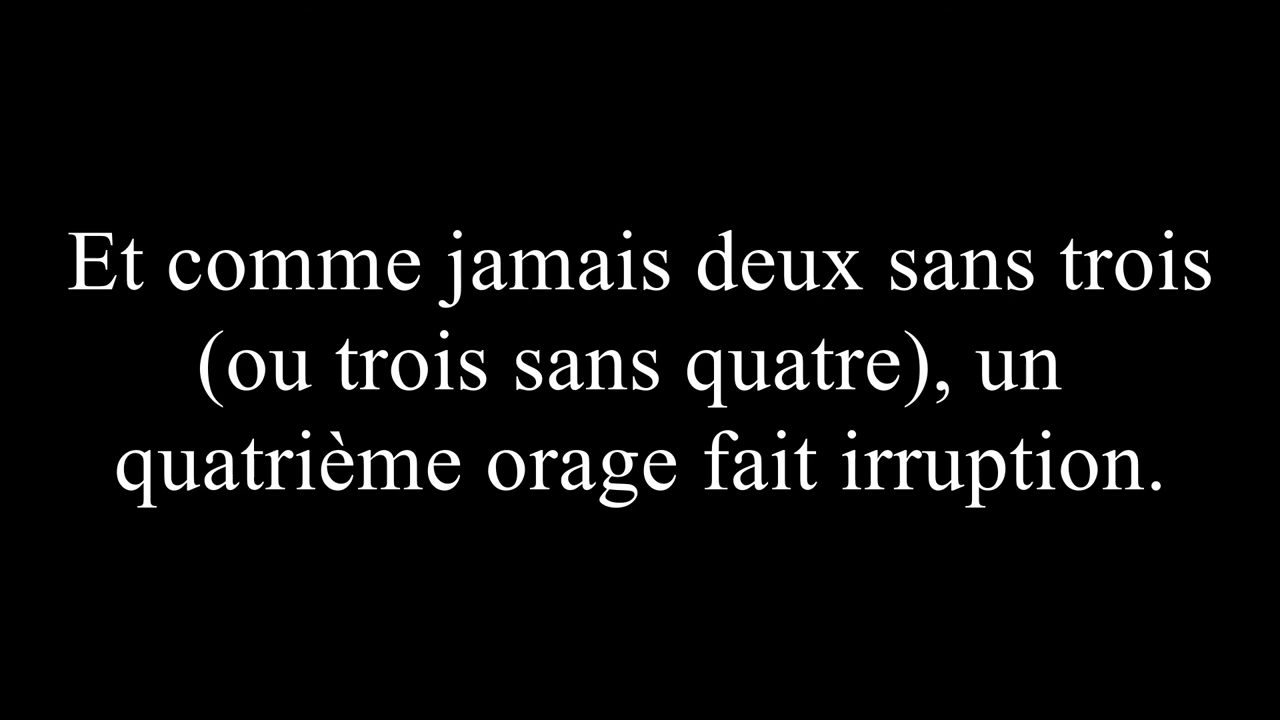 Et comme jamais deux sans trois
(ou trois sans quatre), un
quatrième orage fait irruption.